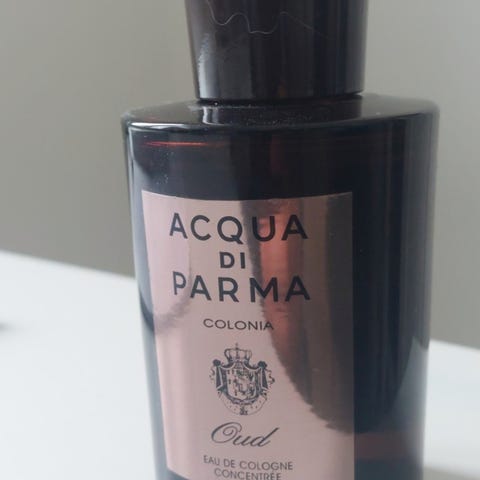 ACQUA
DI
PARMA
COLONIA
Oud
EAU DE COLOGNE
CONCENTRÉE